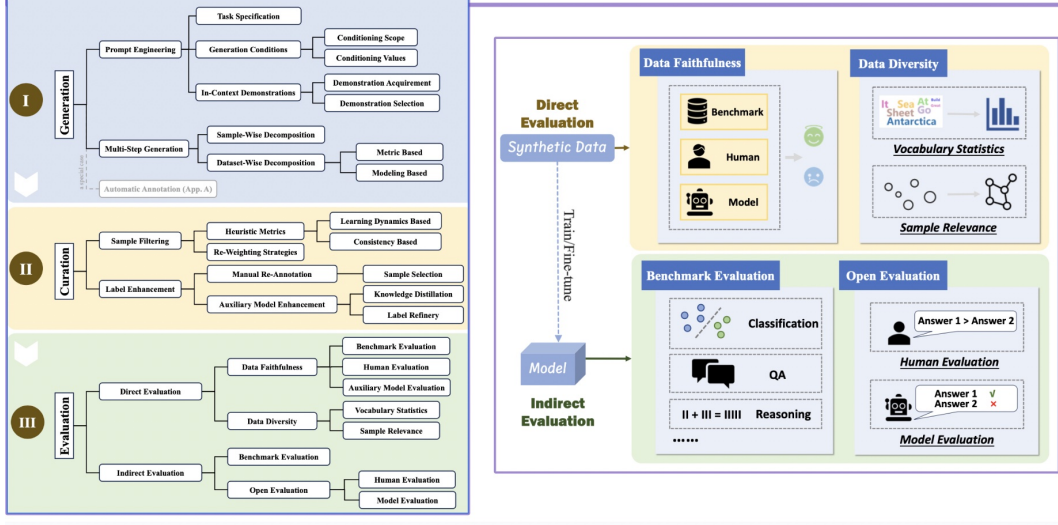 Task Specification
Prompt Engineering
Generation Conditions
Conditioning Scope
Conditioning Values
In-Context Demonstrations
Demonstration Acquirement
Demonstration Selection
I
Generation
Multi-Step Generation
Sample-Wise Decomposition
Dataset-Wise Decomposition
Metric Based
Modeling Based
a special case
Automatic Annotation (App. A)
II
Curation
Sample Filtering
Heuristic Metrics
Learning Dynamics Based
Consistency Based
Re-Weighting Strategies
Label Enhancement
Manual Re-Annotation
Sample Selection
Auxiliary Model Enhancement
Knowledge Distillation
Label Refinery
III
Evaluation
Direct Evaluation
Data Faithfulness
Benchmark Evaluation
Human Evaluation
Auxiliary Model Evaluation
Data Diversity
Vocabulary Statistics
Sample Relevance
Indirect Evaluation
Benchmark Evaluation
Open Evaluation
Human Evaluation
Model Evaluation
Direct
Evaluation
Synthetic Data
Train/Fine-tune
Model
Indirect
Evaluation
Data Faithfulness
Benchmark
Human
Model
Data Diversity
It Sea At
Sheet Go
Antarctica
Vocabulary Statistics
Sample Relevance
Benchmark Evaluation
Classification
QA
II + III = IIIII Reasoning
......
Open Evaluation
Answer 1 > Answer 2
Human Evaluation
Answer 1 √
Answer 2 ×
Model Evaluation